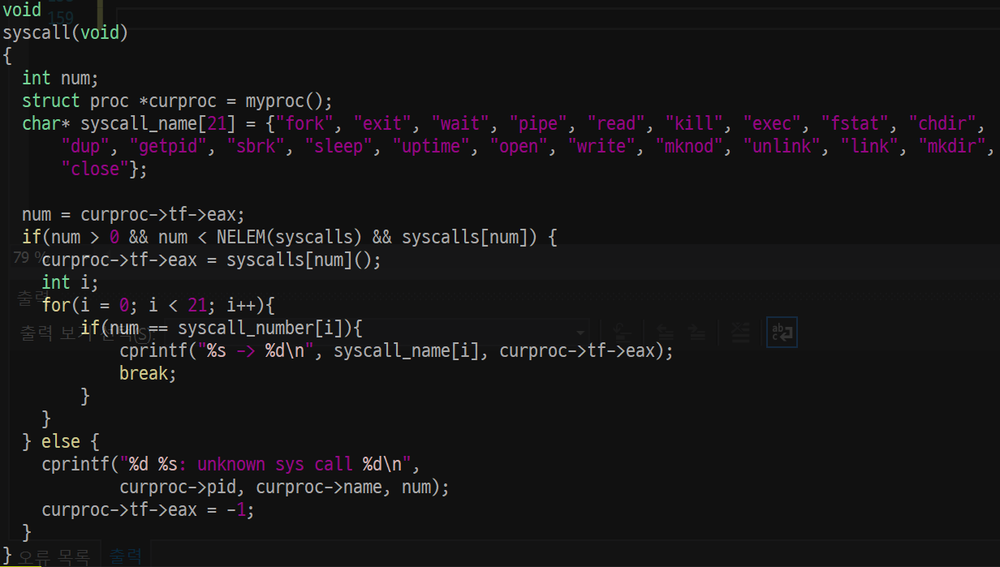 159
void
syscall(void)
{
int num;
struct proc *curproc = myproc();
char* syscall_name[21] = {"fork", "exit", "wait", "pipe", "read", "kill", "exec", "fstat", "chdir",
"dup", "getpid", "sbrk", "sleep", "uptime", "open", "write", "mknod", "unlink", "link", "mkdir",
"close"};
num = curproc->tf->eax;
if(num > 0 && num < NELEM(syscalls) && syscalls[num]) {
79 %
curproc->tf->eax = syscalls[num]();
int i;
출력
for(i = 0; i < 21; i++){
출력 보기
if(num == syscall_number[i]){
cprintf("%s -> %d\n", syscall_name[i], curproc->tf->eax);
break;
}
}
} else {
cprintf("%d %s: unknown sys call %d\n",
curproc->pid, curproc->name, num);
curproc->tf->eax = -1;
}
}
오류 목록 출력